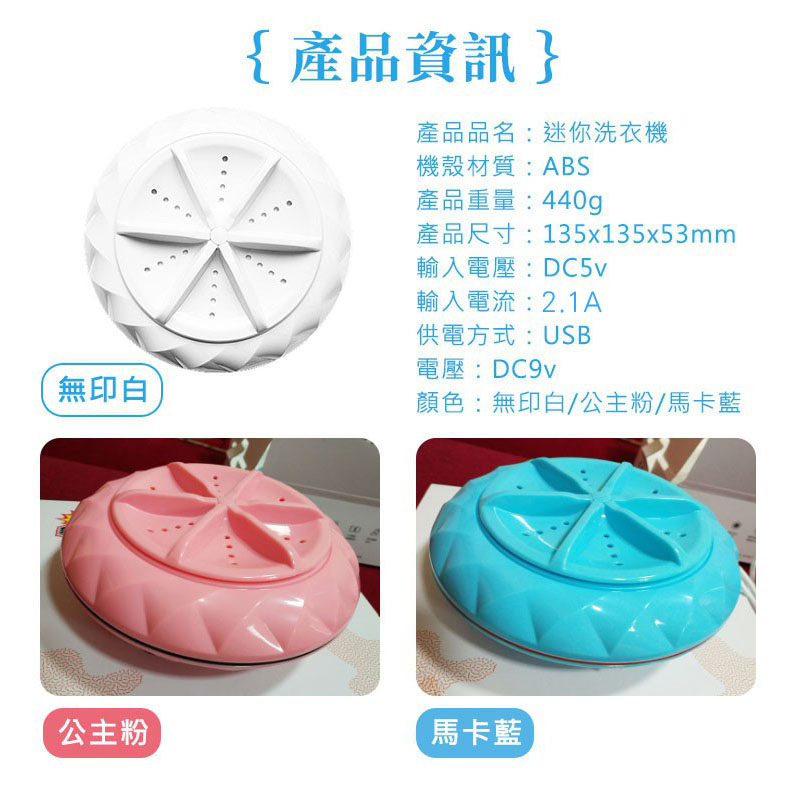 { 產品資訊 }
產品品名：迷你洗衣機
機殼材質：ABS
產品重量：440g
產品尺寸：135x135x53mm
輸入電壓：DC5v
輸入電流：2.1A
供電方式：USB
電壓：DC9v
顏色：無印白/公主粉/馬卡藍
無印白
公主粉
馬卡藍